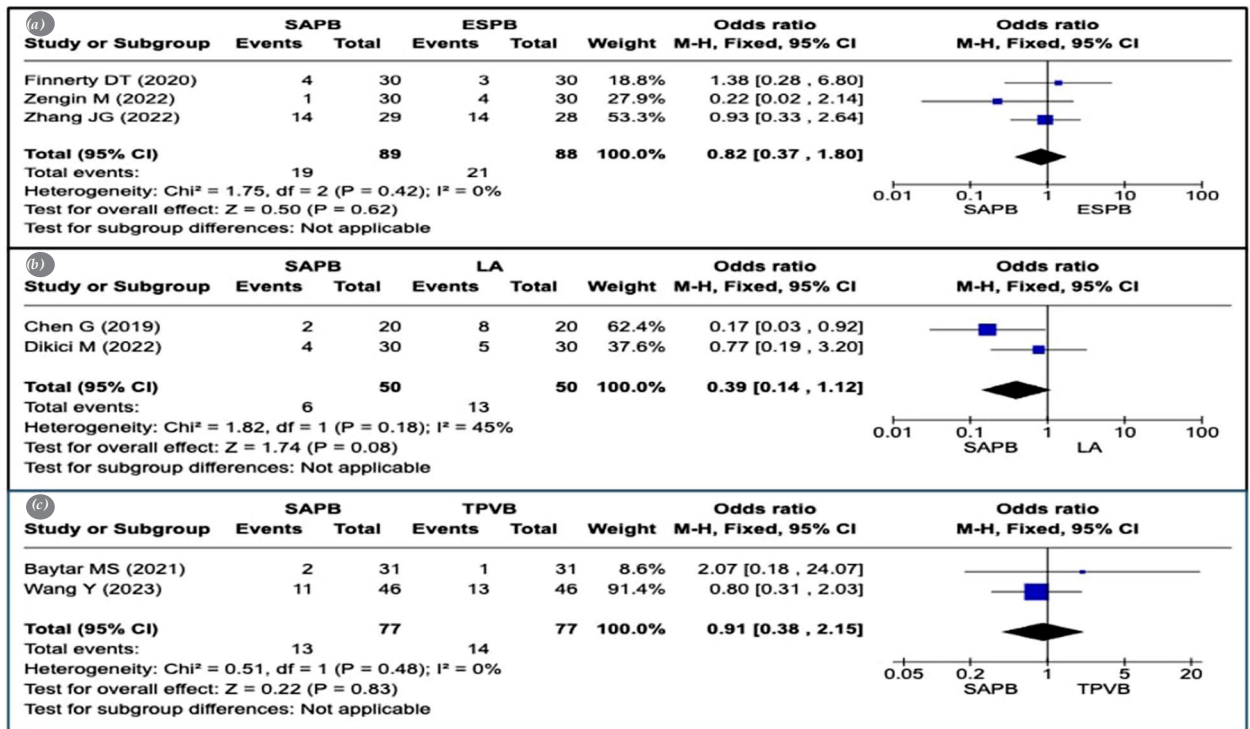 (a) SAPB ESPB Odds ratio Odds ratio
Study or Subgroup Events Total Events Total Weight M-H, Fixed, 95% CI M-H, Fixed, 95% CI
Finnerty DT (2020) 4 30 3 30 18.8% 1.38 [0.28 , 6.80]
Zengin M (2022) 1 30 4 30 27.9% 0.22 [0.02 , 2.14]
Zhang JG (2022) 14 29 14 28 53.3% 0.93 [0.33 , 2.64]
Total (95% CI) 89 88 100.0% 0.82 [0.37 , 1.80]
Total events: 19 21
Heterogeneity: Chi² = 1.75, df = 2 (P = 0.42); I² = 0%
0.01 0.1 1 10 100
Test for overall effect: Z = 0.50 (P = 0.62)
SAPB ESPB
Test for subgroup differences: Not applicable
(b) SAPB LA Odds ratio Odds ratio
Study or Subgroup Events Total Events Total Weight M-H, Fixed, 95% CI M-H, Fixed, 95% CI
Chen G (2019) 2 20 8 20 62.4% 0.17 [0.03 , 0.92]
Dikici M (2022) 4 30 5 30 37.6% 0.77 [0.19 , 3.20]
Total (95% CI) 50 50 100.0% 0.39 [0.14 , 1.12]
Total events: 6 13
Heterogeneity: Chi² = 1.82, df = 1 (P = 0.18); I² = 45%
0.01 0.1 1 10 100
Test for overall effect: Z = 1.74 (P = 0.08)
SAPB LA
Test for subgroup differences: Not applicable
(c) SAPB TPVB Odds ratio Odds ratio
Study or Subgroup Events Total Events Total Weight M-H, Fixed, 95% CI M-H, Fixed, 95% CI
Baytar MS (2021) 2 31 1 31 8.6% 2.07 [0.18 , 24.07]
Wang Y (2023) 11 46 13 46 91.4% 0.80 [0.31 , 2.03]
Total (95% CI) 77 77 100.0% 0.91 [0.38 , 2.15]
Total events: 13 14
Heterogeneity: Chi² = 0.51, df = 1 (P = 0.48); I² = 0%
0.05 0.2 1 5 20
Test for overall effect: Z = 0.22 (P = 0.83)
SAPB TPVB
Test for subgroup differences: Not applicable